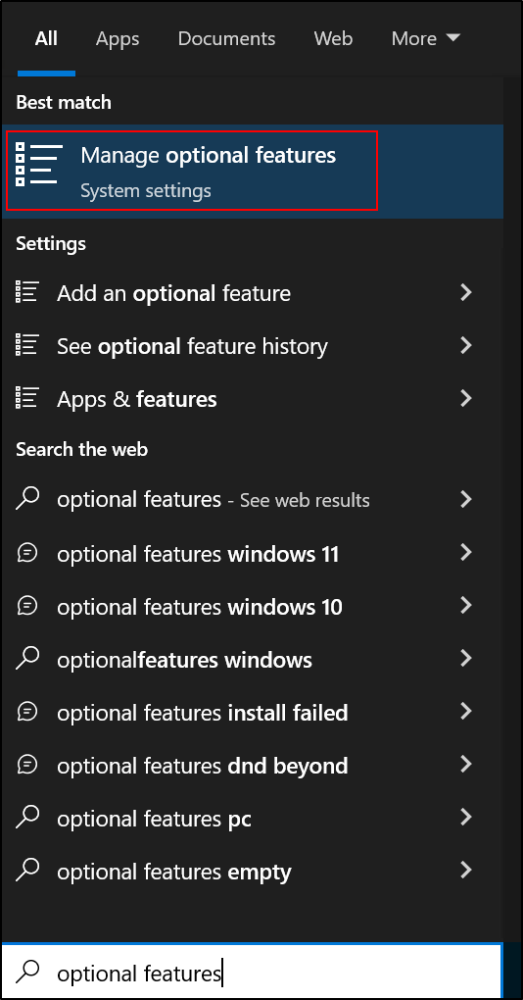 All Apps Documents Web More
Best match
Manage optional features
System settings
Settings
Add an optional feature
See optional feature history
Apps & features
Search the web
optional features - See web results
optional features windows 11
optional features windows 10
optionalfeatures windows
optional features install failed
optional features dnd beyond
optional features pc
optional features empty
optional features